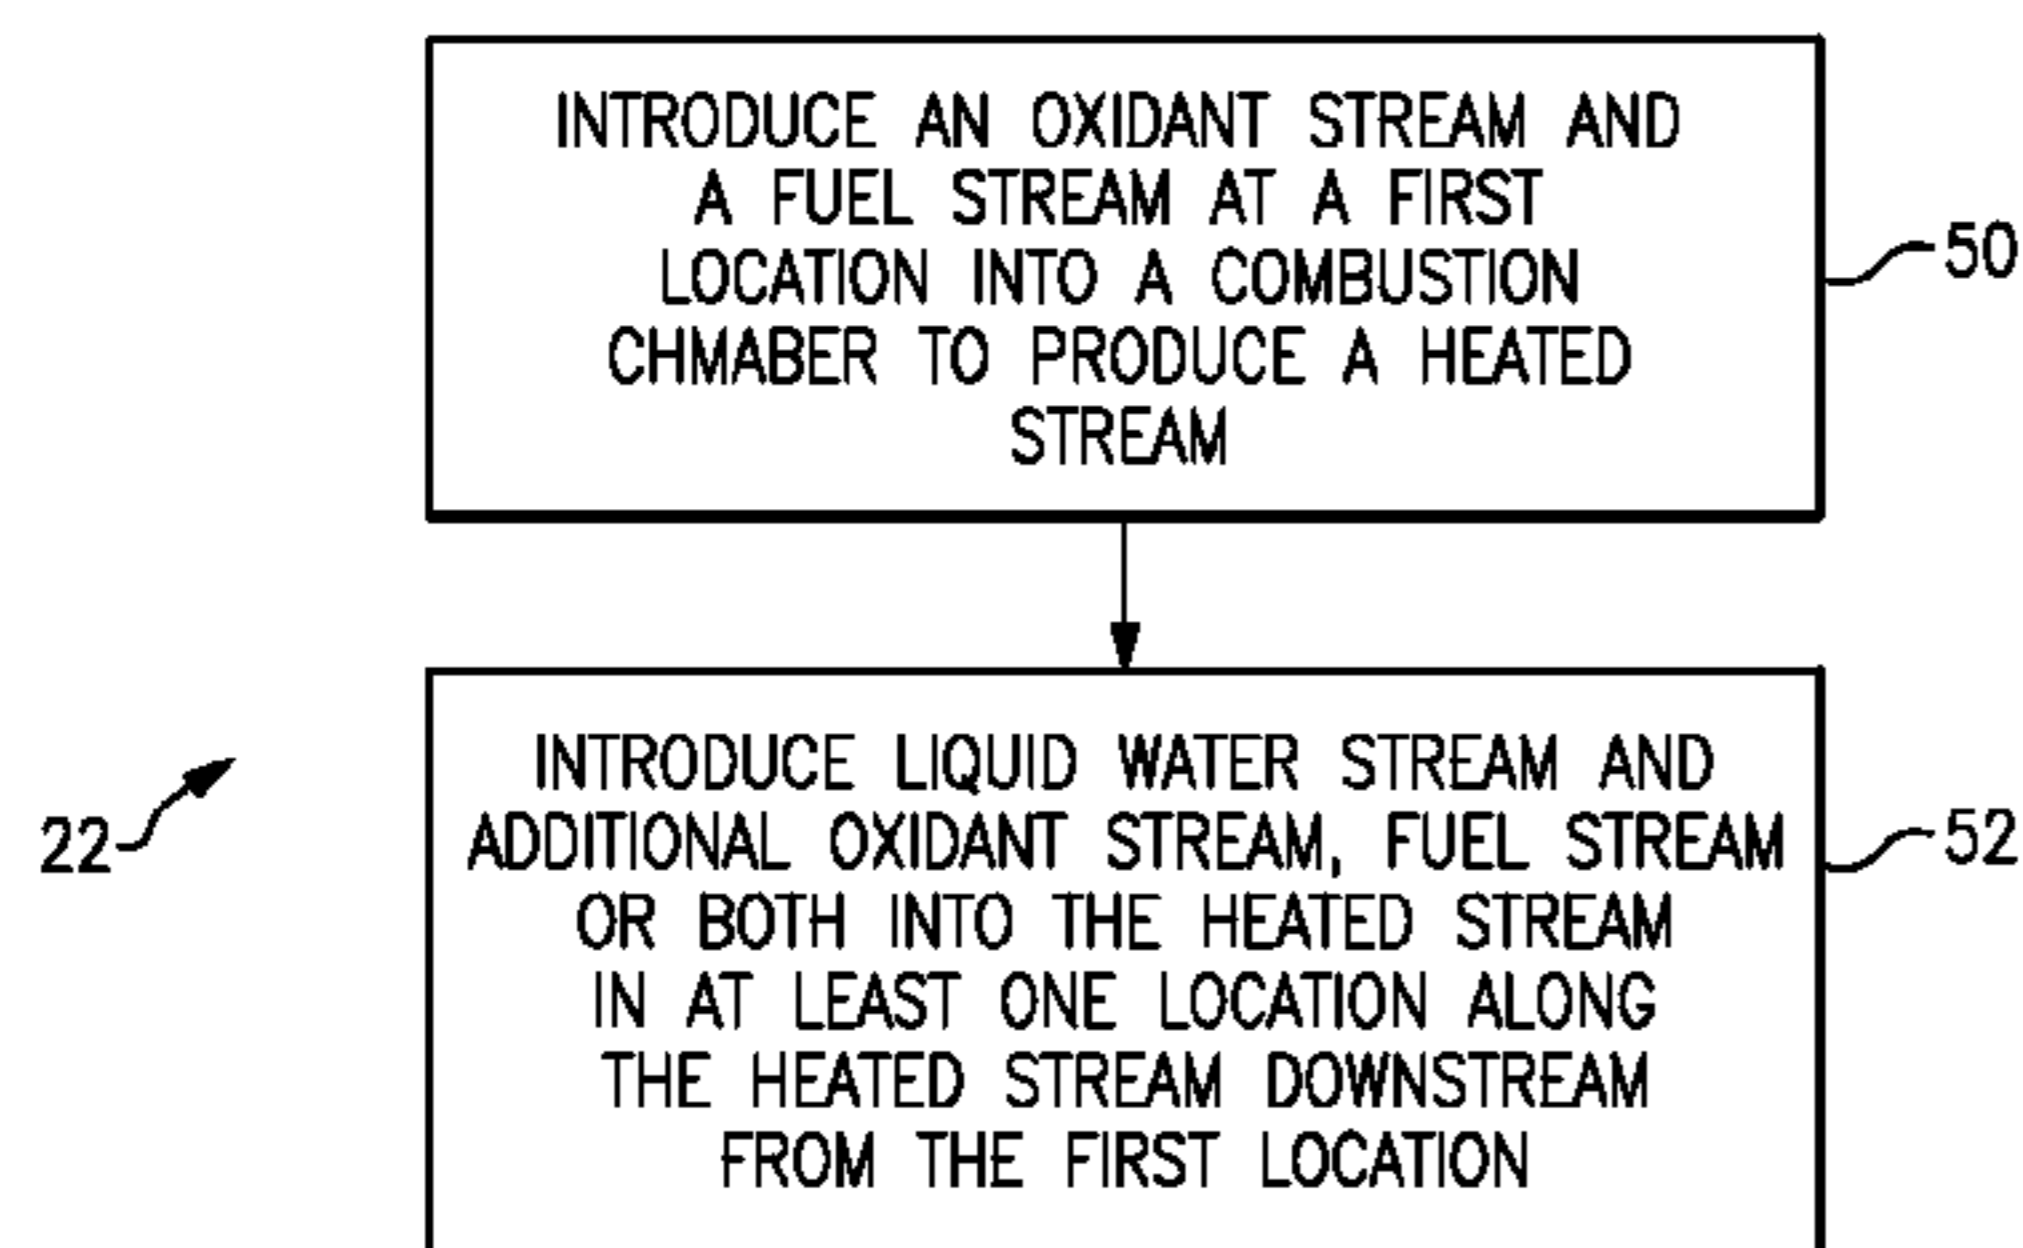 INTRODUCE AN OXIDANT STREAM AND
A FUEL STREAM AT A FIRST
LOCATION INTO A COMBUSTION
CHMABER TO PRODUCE A HEATED
STREAM
50
INTRODUCE LIQUID WATER STREAM AND
ADDITIONAL OXIDANT STREAM, FUEL STREAM
OR BOTH INTO THE HEATED STREAM
IN AT LEAST ONE LOCATION ALONG
THE HEATED STREAM DOWNSTREAM
FROM THE FIRST LOCATION
52
22